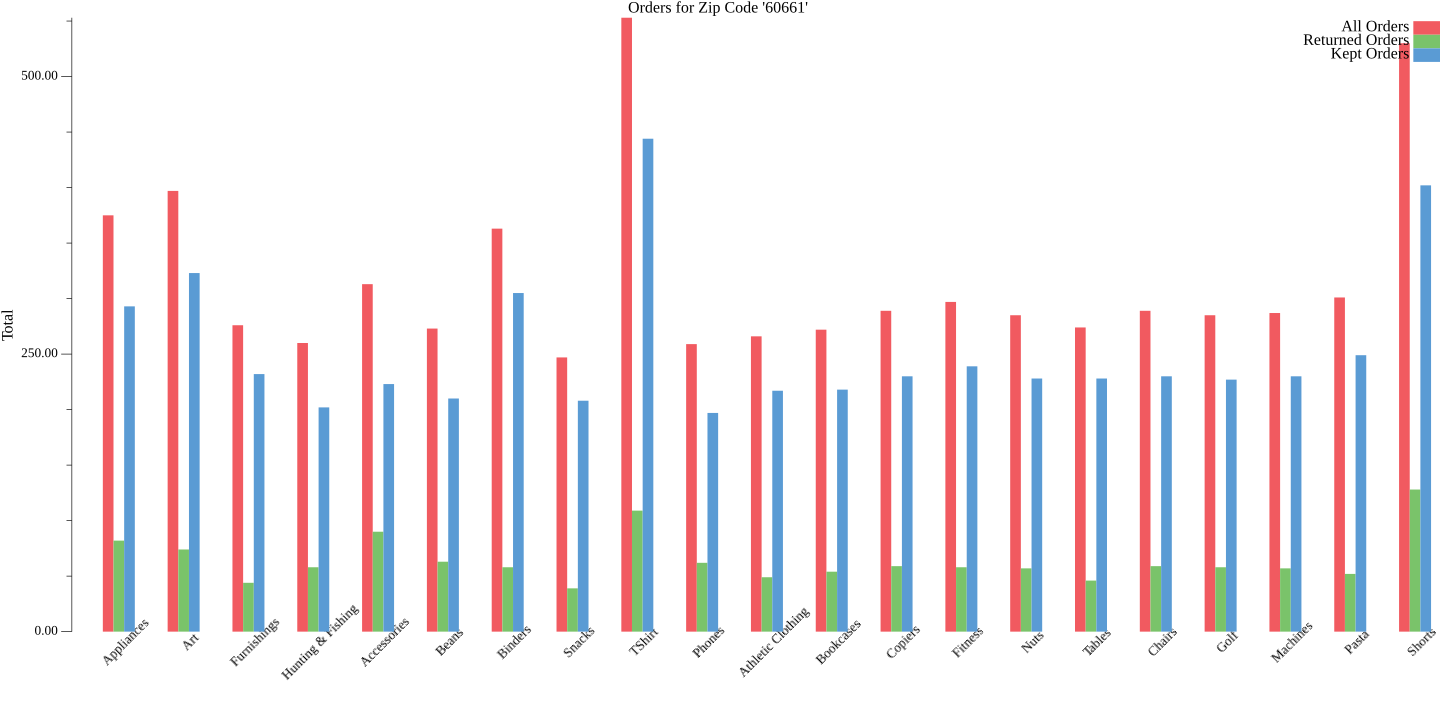 Orders for Zip Code '60661'
All Orders
Returned Orders
Kept Orders
Total
500.00
250.00
0.00
Appliances
Art
Furnishings
Hunting & Fishing
Accessories
Beans
Binders
Snacks
TShirt
Phones
Athletic Clothing
Bookcases
Copiers
Fitness
Nuts
Tables
Chairs
Golf
Machines
Pasta
Shorts